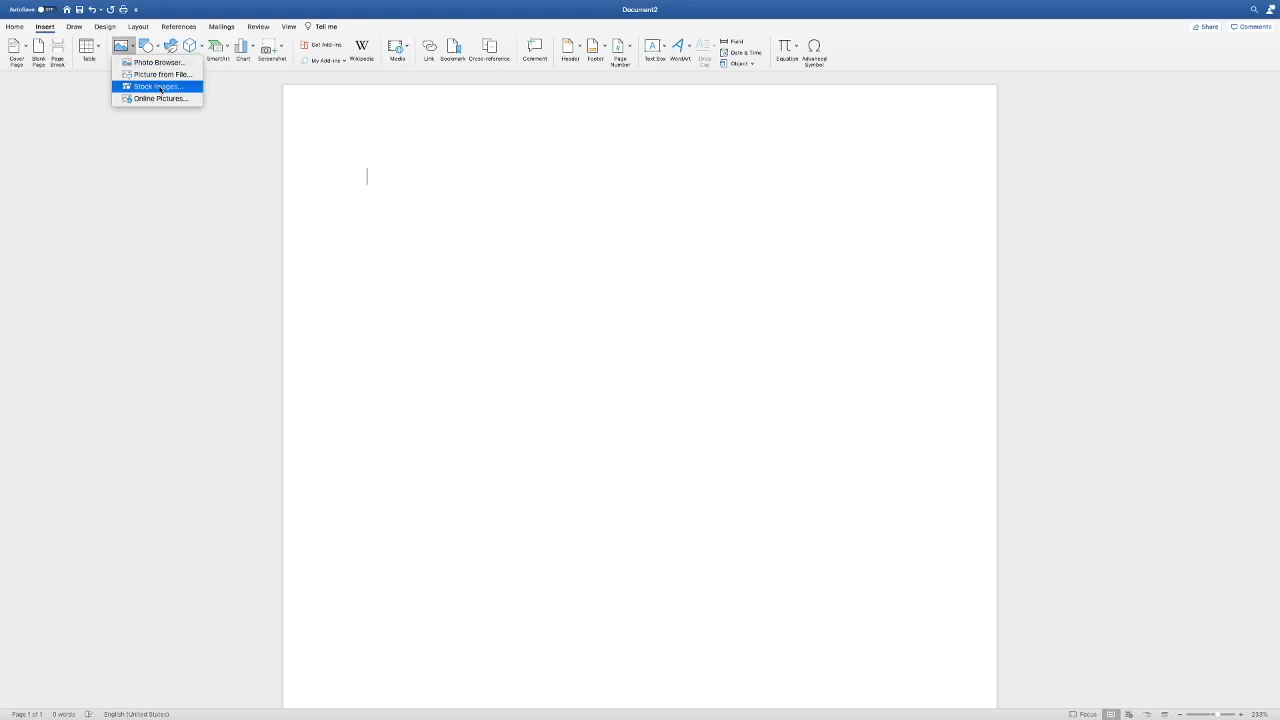 AutoSave OFF
Document2
Home Insert Draw Design Layout References Mailings Review View Tell me
Share Comments
Cover Page
Blank Page
Page Break
Table
SmartArt
Chart
Screenshot
Get Add-ins
My Add-ins
Wikipedia
Media
Link
Bookmark
Cross-reference
Comment
Header
Footer
Page Number
Text Box
WordArt
Drop Cap
Field
Date & Time
Object
Equation
Advanced Symbol
Photo Browser...
Picture from File...
Stock Images...
Online Pictures...
Page 1 of 1 0 words English (United States)
Focus
233%